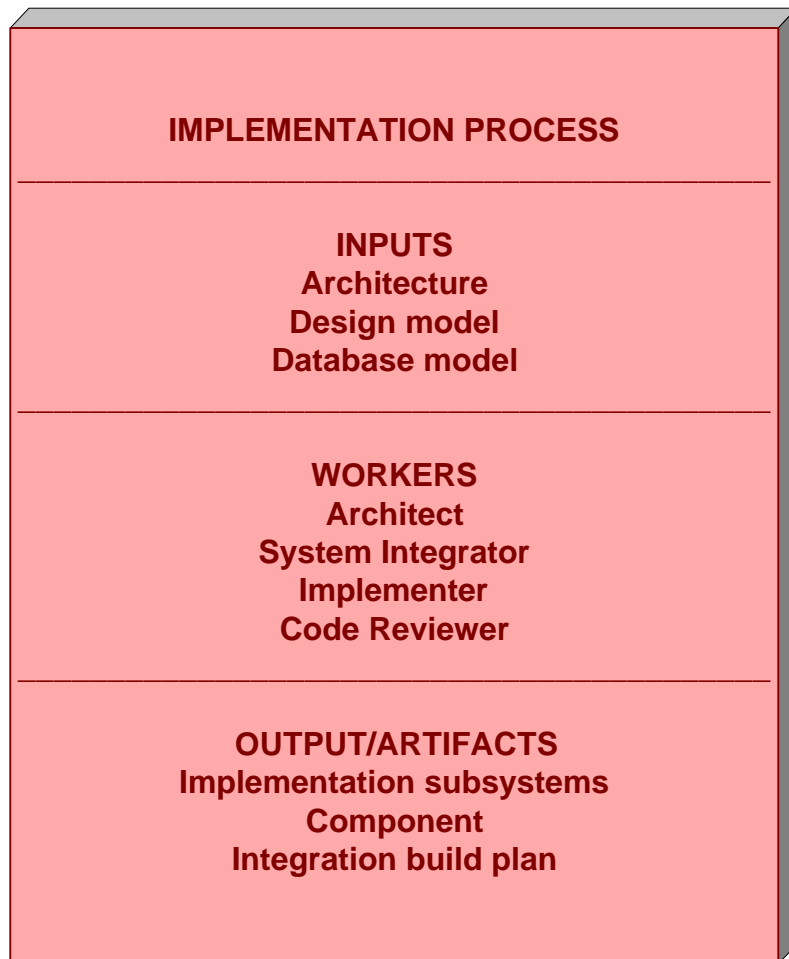 IMPLEMENTATION PROCESS
INPUTS
Architecture
Design model
Database model
WORKERS
Architect
System Integrator
Implementer
Code Reviewer
OUTPUT/ARTIFACTS
Implementation subsystems
Component
Integration build plan